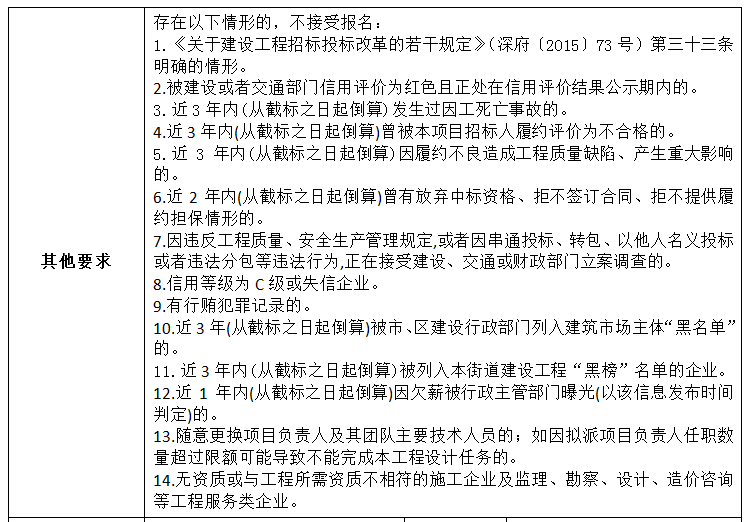 其他要求
存在以下情形的，不接受报名：
1.《关于建设工程招标投标改革的若干规定》（深府〔2015〕73 号）第三十三条
明确的情形。
2.被建设或者交通部门信用评价为红色且正处在信用评价结果公示期内的。
3. 近 3 年内(从截标之日起倒算)发生过因工死亡事故的。
4.近 3 年内(从截标之日起倒算)曾被本项目招标人履约评价为不合格的。
5. 近 3 年内(从截标之日起倒算)因履约不良造成工程质量缺陷、产生重大影响
的。
6.近 2 年内(从截标之日起倒算)曾有放弃中标资格、拒不签订合同、拒不提供履
约担保情形的。
7.因违反工程质量、安全生产管理规定,或者因串通投标、转包、以他人名义投标
或者违法分包等违法行为,正在接受建设、交通或财政部门立案调查的。
8.信用等级为 C 级或失信企业。
9.有行贿犯罪记录的。
10.近 3 年(从截标之日起倒算)被市、区建设行政部门列入建筑市场主体“黑名单”
的。
11. 近 3 年内(从截标之日起倒算)被列入本街道建设工程“黑榜”名单的企业。
12.近 1 年内(从截标之日起倒算)因欠薪被行政主管部门曝光(以该信息发布时间
判定)的。
13.随意更换项目负责人及其团队主要技术人员的；如因拟派项目负责人任职数
量超过限额可能导致不能完成本工程设计任务的。
14.无资质或与工程所需资质不相符的施工企业及监理、勘察、设计、造价咨询
等工程服务类企业。